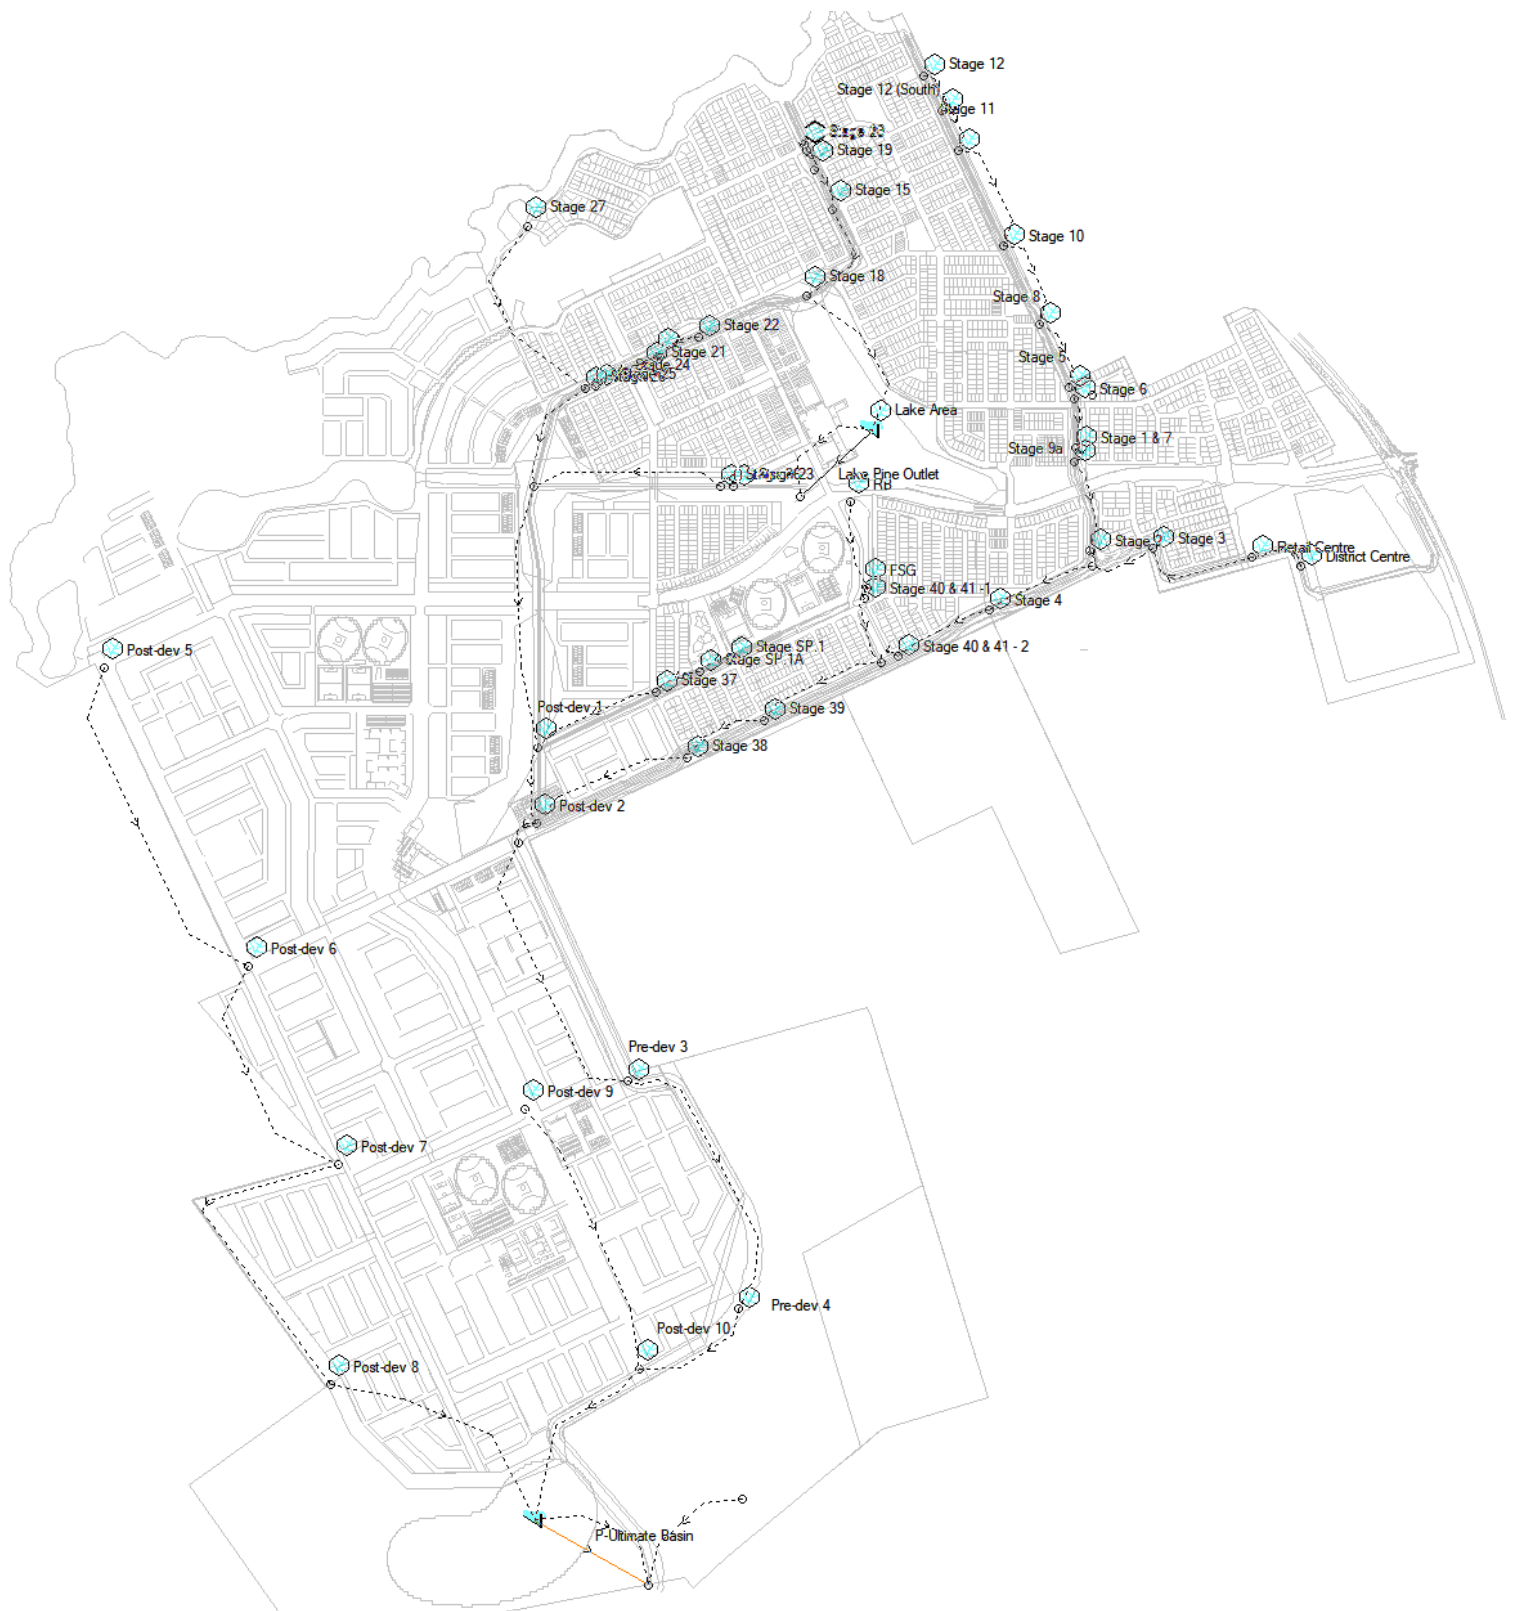 Stage 12
Stage 12 (South)
Stage 11
Stage 19
Stage 15
Stage 27
Stage 10
Stage 18
Stage 8
Stage 22
Stage 21
Stage 5
Stage 24
Stage 6
Lake Area
Stage 1 & 7
Stage 9a
Lake Pine Outlet
RB
Stage 3
Retail Centre
District Centre
FSG
Stage 40 & 41 -1
Stage 4
Stage SP.1
Stage 40 & 41 - 2
Post-dev 5
Stage SP.1A
Stage 37
Post-dev 1
Stage 39
Stage 38
Post-dev 2
Post-dev 6
Pre-dev 3
Post-dev 9
Post-dev 7
Pre-dev 4
Post-dev 10
Post-dev 8
P-Ultimate Basin